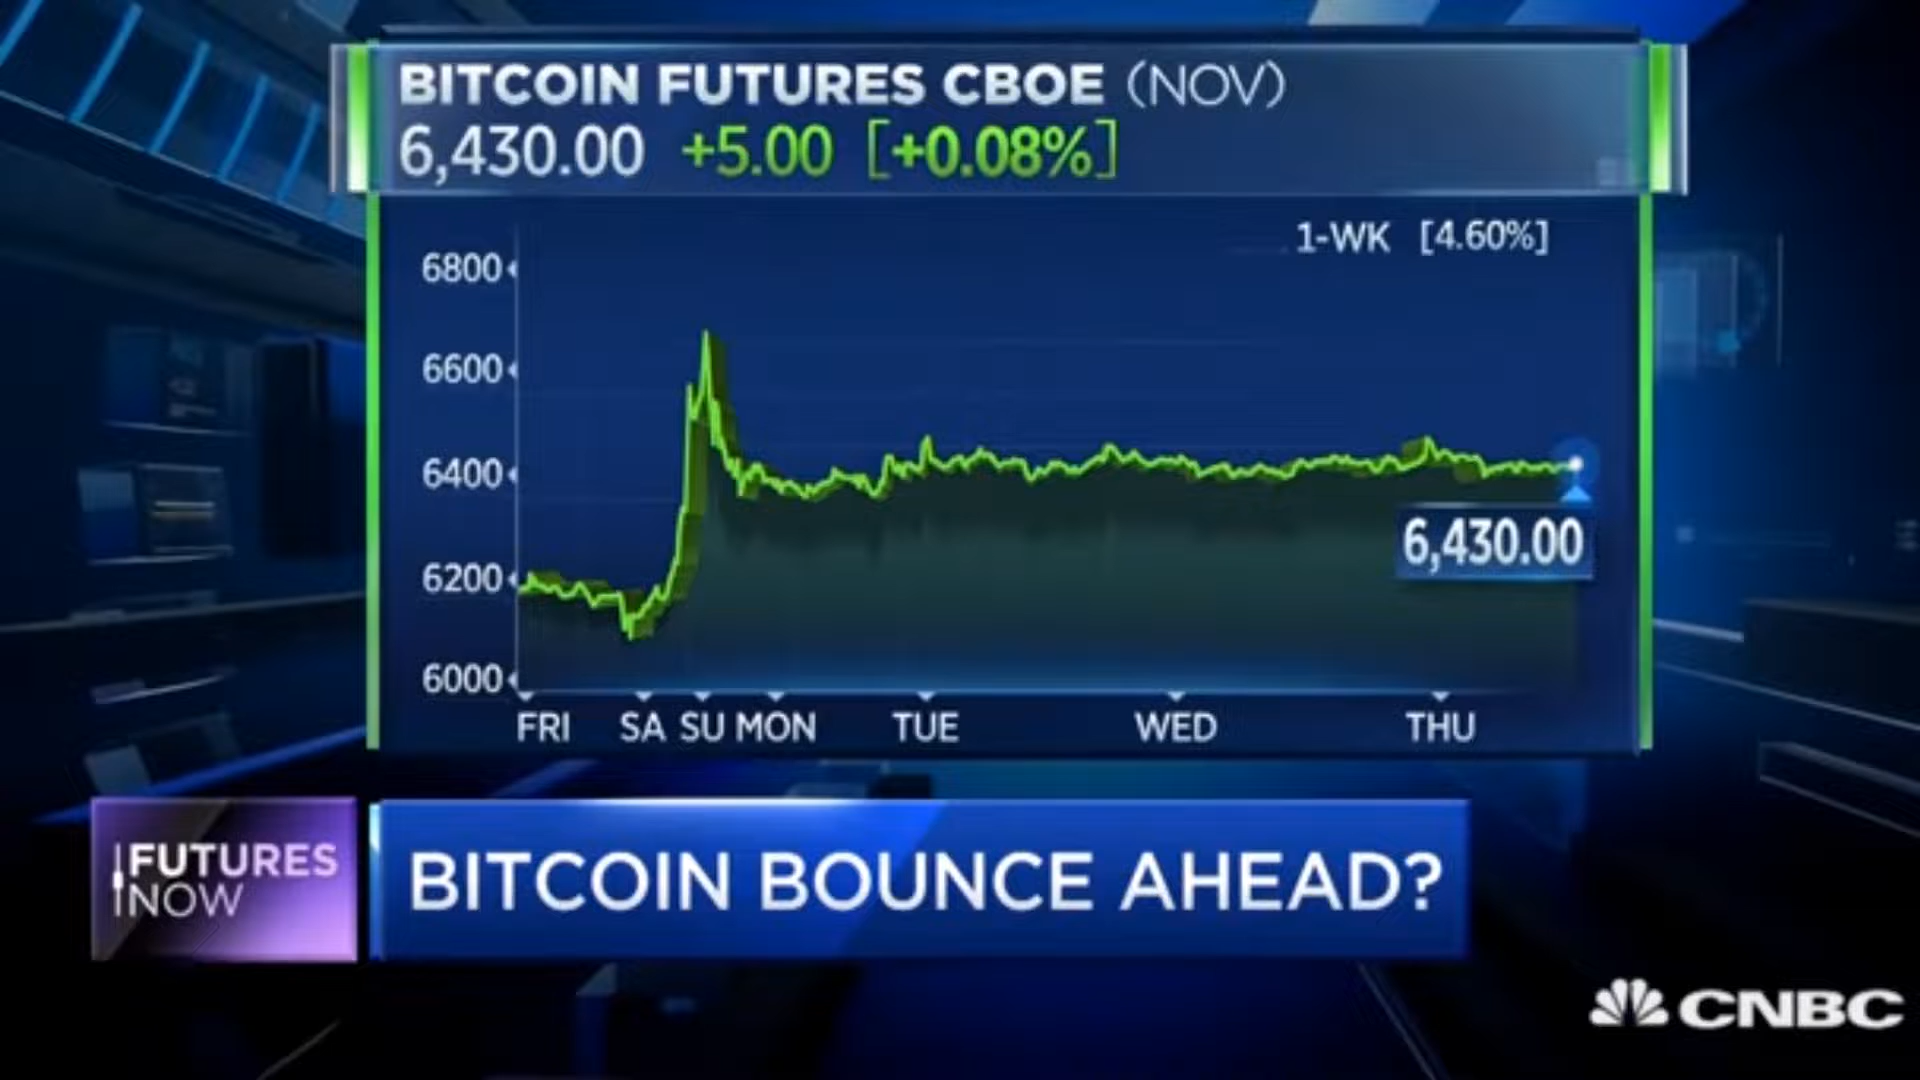 BITCOIN FUTURES CBOE (NOV)
6,430.00 +5.00 [+0.08%]
1-WK [4.60%]
6800
6600
6400
6200
6000
6,430.00
FRI SA SU MON TUE WED THU
FUTURES
NOW
BITCOIN BOUNCE AHEAD?
CNBC